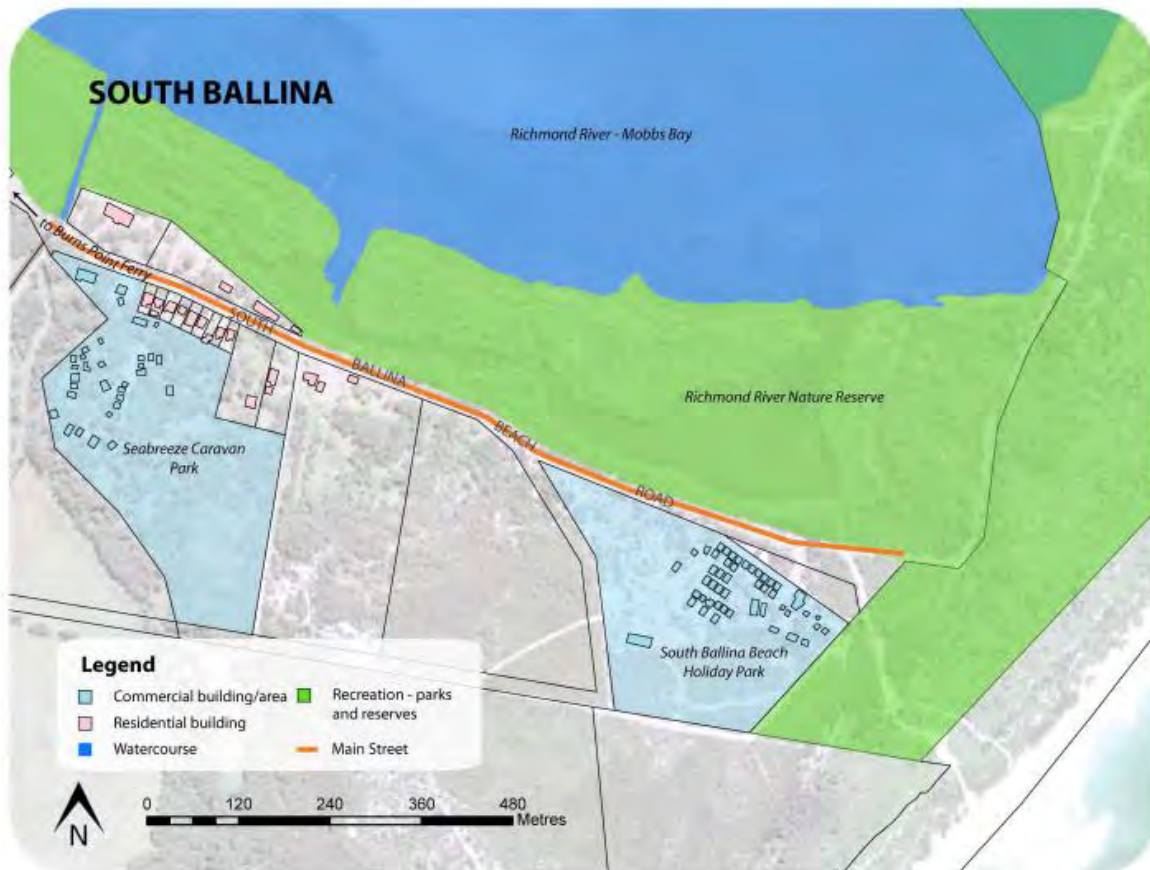 SOUTH BALLINA
Richmond River - Mobbs Bay
to Burns Point Ferry
SOUTH
BALLINA
BEACH
ROAD
Richmond River Nature Reserve
Seabreeze Caravan
Park
South Ballina Beach
Holiday Park
Legend
Commercial building/area
Residential building
Watercourse
Recreation - parks
and reserves
Main Street
N
0 120 240 360 480
Metres